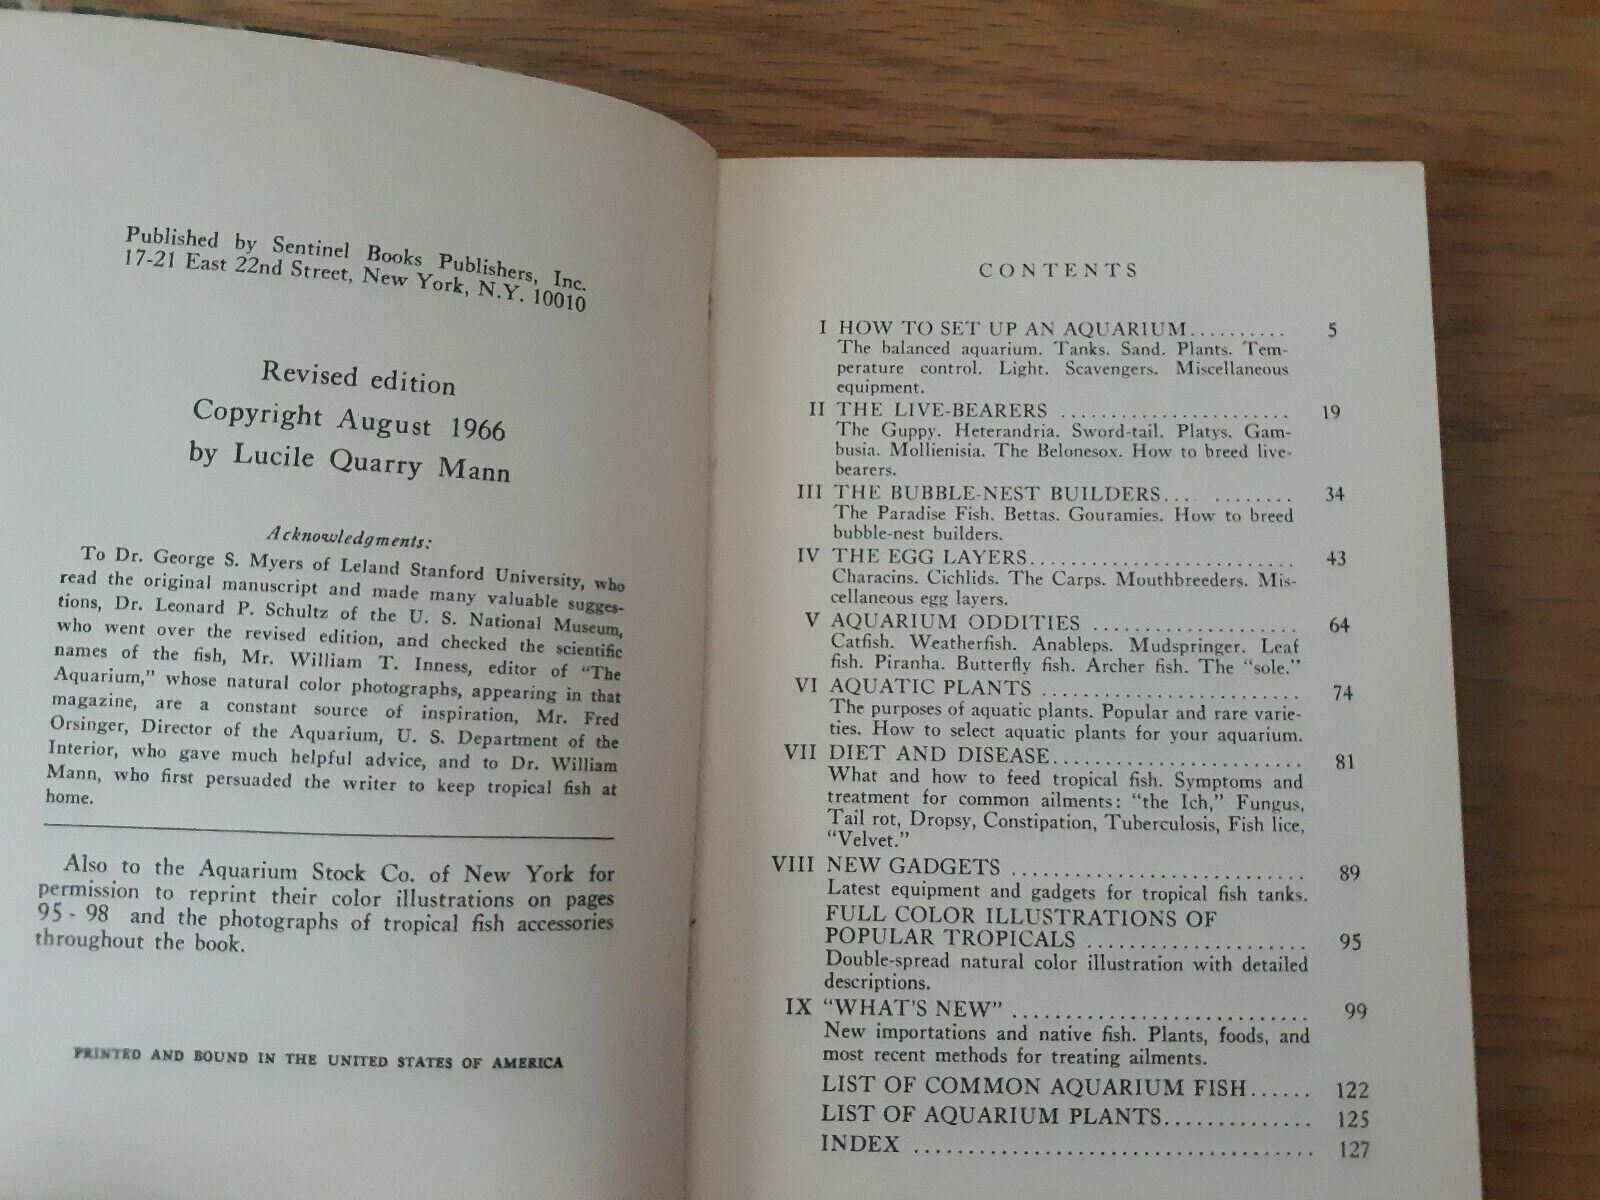 Published by Sentinel Books Publishers, Inc.
17-21 East 22nd Street, New York, N.Y. 10010
Revised edition
Copyright August 1966
by Lucile Quarry Mann
Acknowledgments:
To Dr. George S. Myers of Leland Stanford University, who
read the original manuscript and made many valuable sugges-
tions, Dr. Leonard P. Schultz of the U. S. National Museum,
who went over the revised edition, and checked the scientific
names of the fish, Mr. William T. Inness, editor of "The
Aquarium," whose natural color photographs, appearing in that
magazine, are a constant source of inspiration, Mr. Fred
Orsinger, Director of the Aquarium, U. S. Department of the
Interior, who gave much helpful advice, and to Dr. William
Mann, who first persuaded the writer to keep tropical fish at
home.
Also to the Aquarium Stock Co. of New York for
permission to reprint their color illustrations on pages
95 - 98 and the photographs of tropical fish accessories
throughout the book.
PRINTED AND BOUND IN THE UNITED STATES OF AMERICA
CONTENTS
I HOW TO SET UP AN AQUARIUM.......... 5
The balanced aquarium. Tanks. Sand. Plants. Tem-
perature control. Light. Scavengers. Miscellaneous
equipment.
II THE LIVE-BEARERS ....................... 19
The Guppy. Heterandria. Sword-tail. Platys. Gam-
busia. Mollienisia. The Belonesox. How to breed live-
bearers.
III THE BUBBLE-NEST BUILDERS.... ........ 34
The Paradise Fish. Bettas. Gouramies. How to breed
bubble-nest builders.
IV THE EGG LAYERS.......................... 43
Characins. Cichlids. The Carps. Mouthbreeders. Mis-
cellaneous egg layers.
V AQUARIUM ODDITIES .................... 64
Catfish. Weatherfish. Anableps. Mudspringer. Leaf
fish. Piranha. Butterfly fish. Archer fish. The "sole."
VI AQUATIC PLANTS ......................... 74
The purposes of aquatic plants. Popular and rare varie-
ties. How to select aquatic plants for your aquarium.
VII DIET AND DISEASE........................ 81
What and how to feed tropical fish. Symptoms and
treatment for common ailments: "the Ich," Fungus,
Tail rot, Dropsy, Constipation, Tuberculosis, Fish lice,
"Velvet."
VIII NEW GADGETS ............................ 89
Latest equipment and gadgets for tropical fish tanks.
FULL COLOR ILLUSTRATIONS OF
POPULAR TROPICALS ..................... 95
Double-spread natural color illustration with detailed
descriptions.
IX "WHAT'S NEW" ............................ 99
New importations and native fish. Plants, foods, and
most recent methods for treating ailments.
LIST OF COMMON AQUARIUM FISH...... 122
LIST OF AQUARIUM PLANTS.............. 125
INDEX ..................................... 127